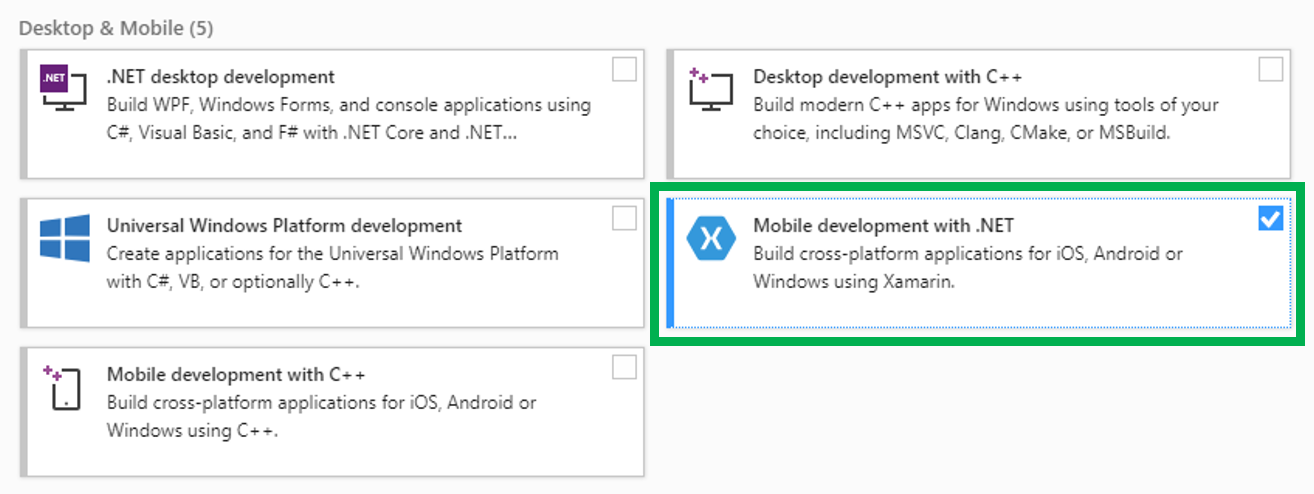 Desktop & Mobile (5)
.NET
.NET desktop development
Build WPF, Windows Forms, and console applications using
C#, Visual Basic, and F# with .NET Core and .NET...
Desktop development with C++
Build modern C++ apps for Windows using tools of your
choice, including MSVC, Clang, CMake, or MSBuild.
Universal Windows Platform development
Create applications for the Universal Windows Platform
with C#, VB, or optionally C++.
Mobile development with .NET
Build cross-platform applications for iOS, Android or
Windows using Xamarin.
Mobile development with C++
Build cross-platform applications for iOS, Android or
Windows using C++.